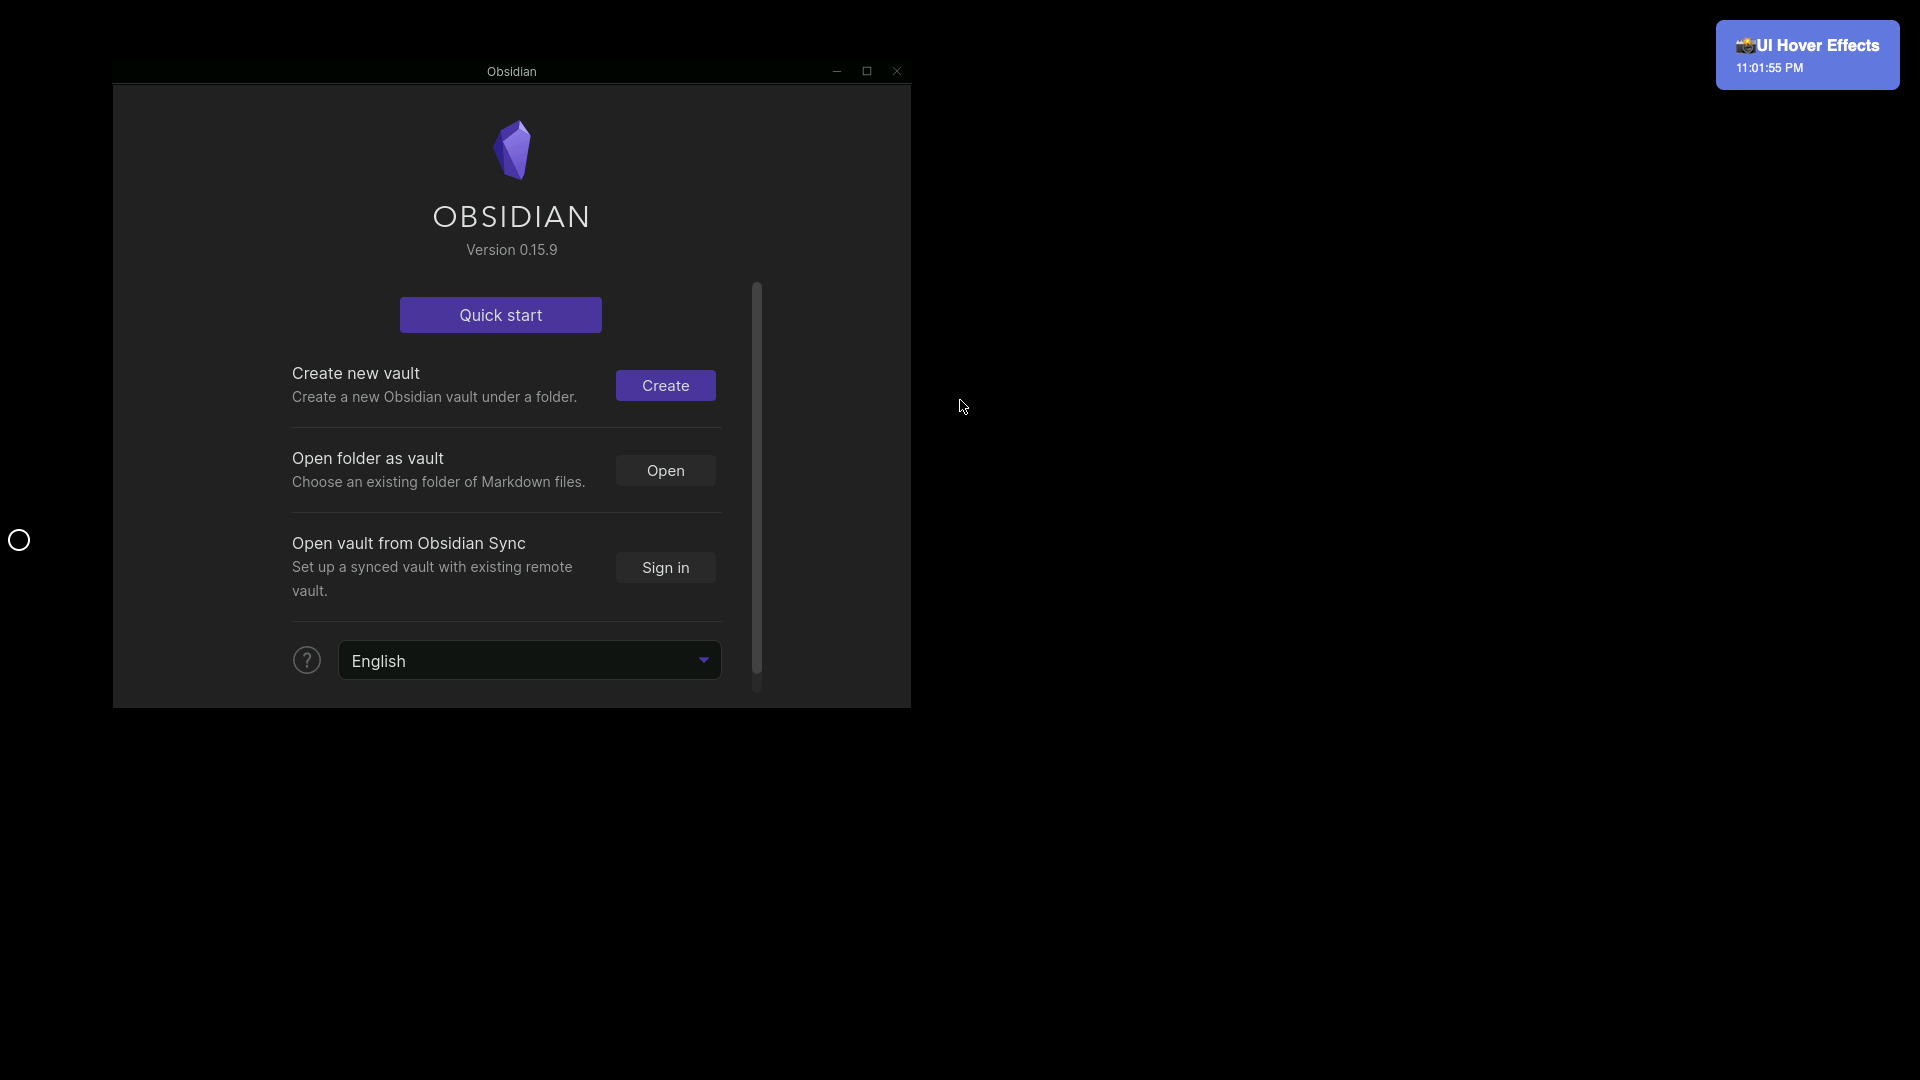 Obsidian
OBSIDIAN
Version 0.15.9
Quick start
Create new vault
Create a new Obsidian vault under a folder.
Create
Open folder as vault
Choose an existing folder of Markdown files.
Open
Open vault from Obsidian Sync
Set up a synced vault with existing remote
vault.
Sign in
?
English
📸UI Hover Effects
11:01:55 PM